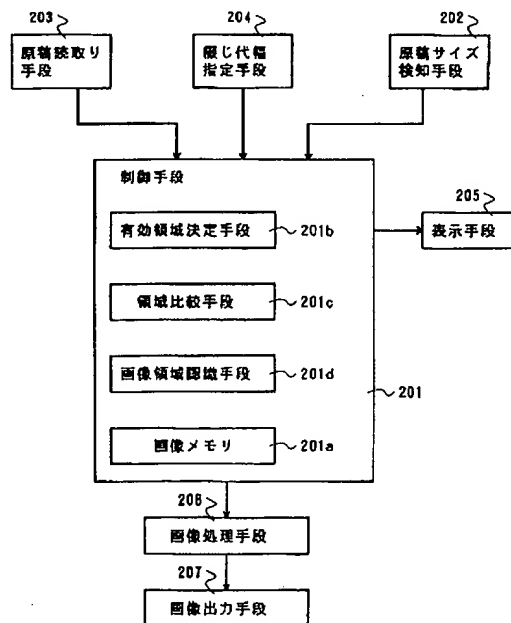 203
原稿読取り
手段
204
綴じ代幅
指定手段
202
原稿サイズ
検知手段
制御手段
有効領域決定手段
201b
領域比較手段
201c
画像領域認識手段
201d
画像メモリ
201a
201
205
表示手段
206
画像処理手段
207
画像出力手段